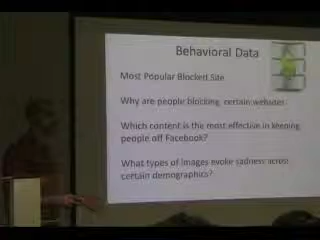 Behavioral Data
Most Popular Blocked Site
Why are people blocking certain websites
Which content is the most effective in keeping
people off Facebook?
What types of images evoke sadness across
certain demographics?